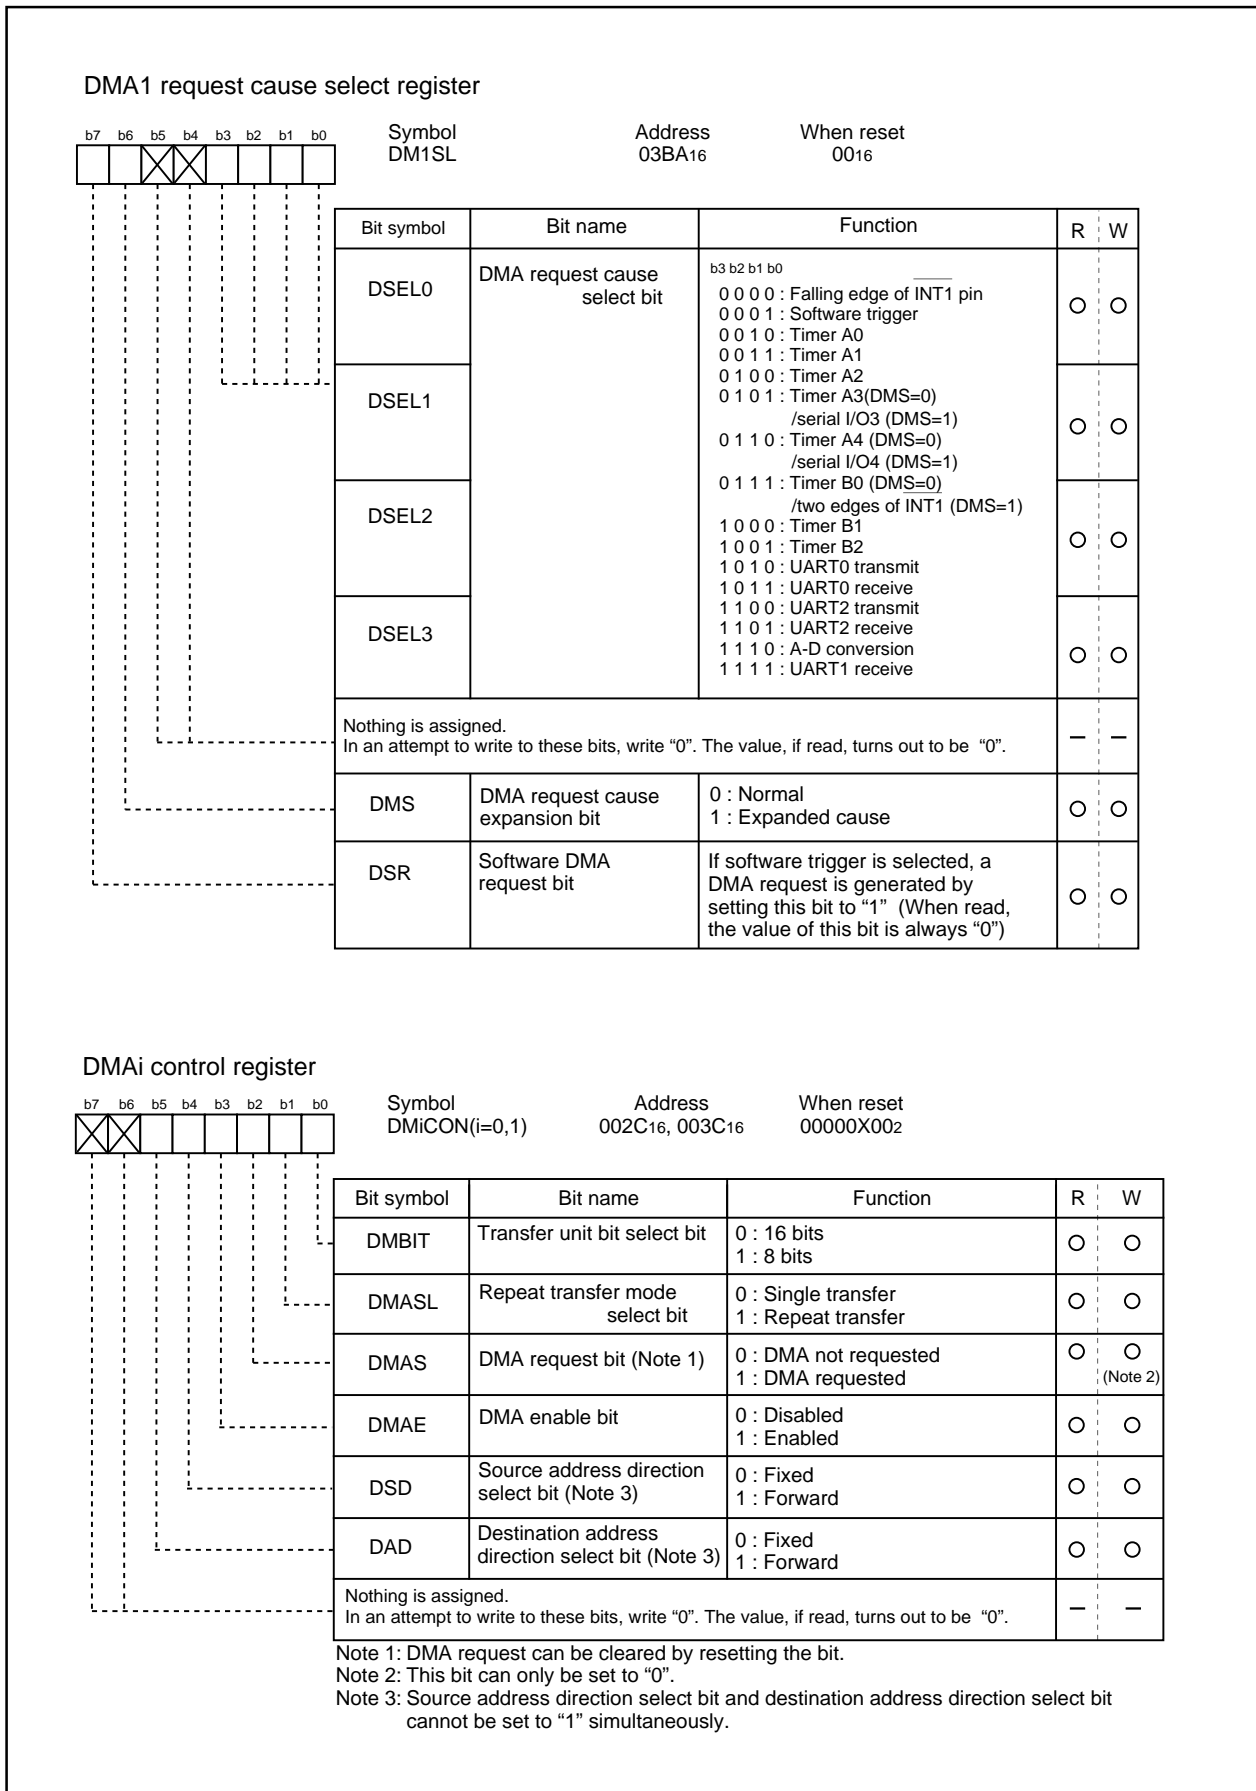 DMA1 request cause select register
b7 b6 b5 b4 b3 b2 b1 b0
Symbol Address When reset
DM1SL 03BA16 0016
Bit symbol Bit name Function R W
DSEL0 DMA request cause select bit
b3 b2 b1 b0
0 0 0 0 : Falling edge of INT1 pin
0 0 0 1 : Software trigger
0 0 1 0 : Timer A0
0 0 1 1 : Timer A1
0 1 0 0 : Timer A2
DSEL1
0 1 0 1 : Timer A3(DMS=0)
/serial I/O3 (DMS=1)
0 1 1 0 : Timer A4 (DMS=0)
/serial I/O4 (DMS=1)
0 1 1 1 : Timer B0 (DMS=0)
/two edges of INT1 (DMS=1)
DSEL2
1 0 0 0 : Timer B1
1 0 0 1 : Timer B2
1 0 1 0 : UART0 transmit
1 0 1 1 : UART0 receive
1 1 0 0 : UART2 transmit
DSEL3
1 1 0 1 : UART2 receive
1 1 1 0 : A-D conversion
1 1 1 1 : UART1 receive
Nothing is assigned.
In an attempt to write to these bits, write “0”. The value, if read, turns out to be “0”.
DMS DMA request cause expansion bit
0 : Normal
1 : Expanded cause
DSR Software DMA request bit
If software trigger is selected, a
DMA request is generated by
setting this bit to “1” (When read,
the value of this bit is always “0”)
DMAi control register
b7 b6 b5 b4 b3 b2 b1 b0
Symbol Address When reset
DMiCON(i=0,1) 002C16, 003C16 00000X002
Bit symbol Bit name Function R W
DMBIT Transfer unit bit select bit
0 : 16 bits
1 : 8 bits
DMASL Repeat transfer mode select bit
0 : Single transfer
1 : Repeat transfer
DMAS DMA request bit (Note 1)
0 : DMA not requested
1 : DMA requested
(Note 2)
DMAE DMA enable bit
0 : Disabled
1 : Enabled
DSD Source address direction select bit (Note 3)
0 : Fixed
1 : Forward
DAD Destination address direction select bit (Note 3)
0 : Fixed
1 : Forward
Nothing is assigned.
In an attempt to write to these bits, write “0”. The value, if read, turns out to be “0”.
Note 1: DMA request can be cleared by resetting the bit.
Note 2: This bit can only be set to “0”.
Note 3: Source address direction select bit and destination address direction select bit
cannot be set to “1” simultaneously.